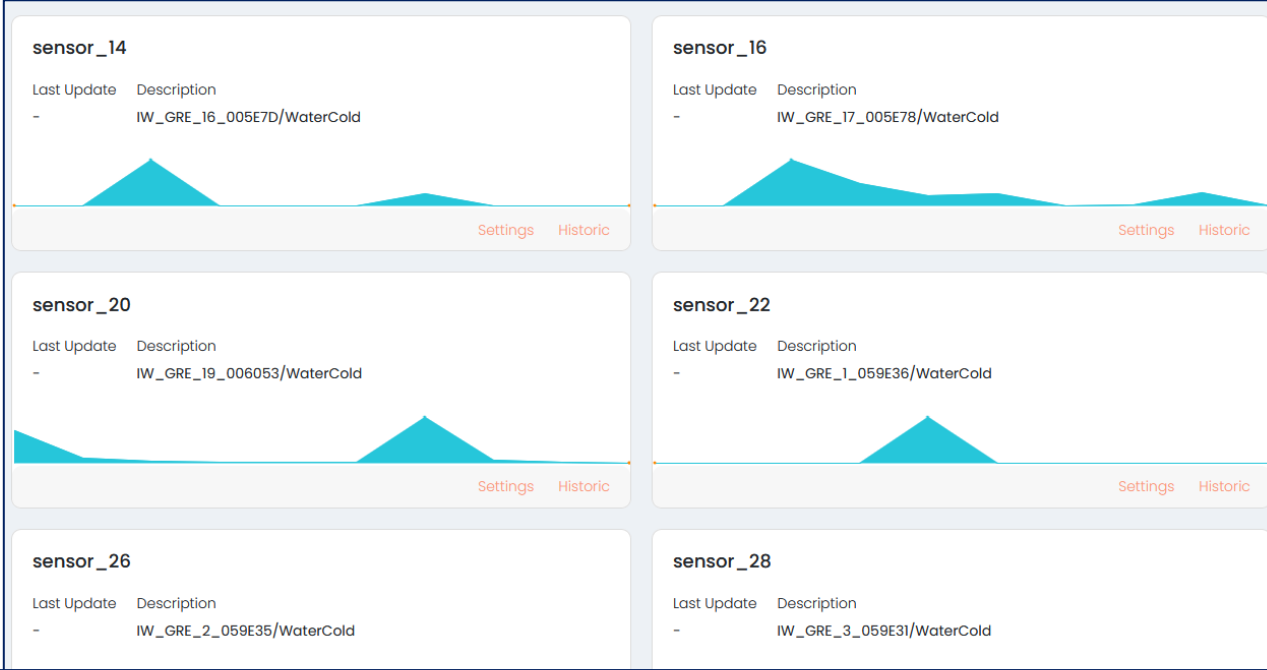 sensor_14
Last Update Description
- IW_GRE_16_005E7D/WaterCold
Settings Historic
sensor_16
Last Update Description
- IW_GRE_17_005E78/WaterCold
Settings Historic
sensor_20
Last Update Description
- IW_GRE_19_006053/WaterCold
Settings Historic
sensor_22
Last Update Description
- IW_GRE_1_059E36/WaterCold
Settings Historic
sensor_26
Last Update Description
- IW_GRE_2_059E35/WaterCold
sensor_28
Last Update Description
- IW_GRE_3_059E31/WaterCold